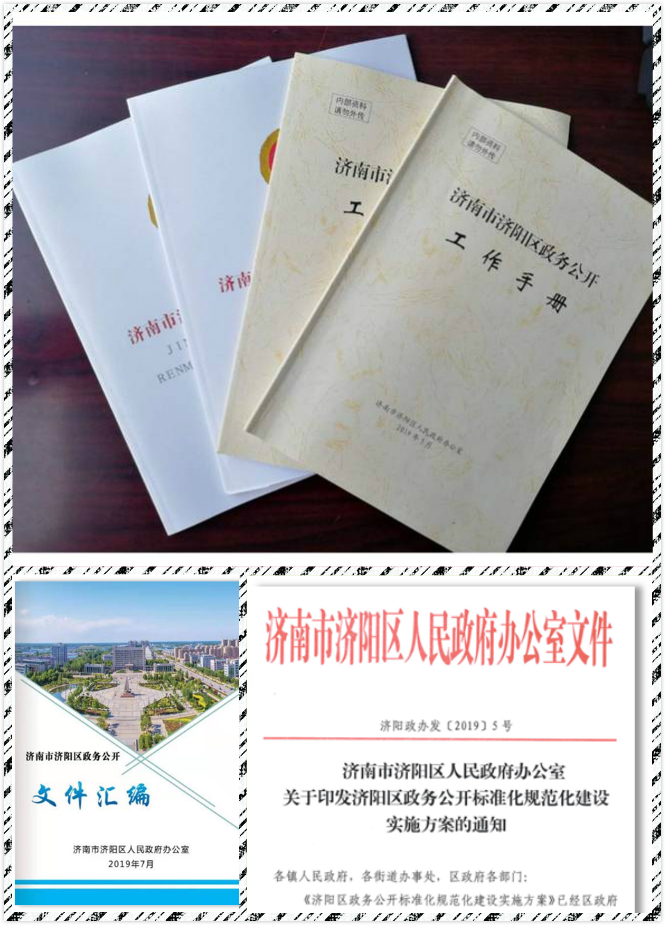 济南市
JIN
RENM
济南
内部资料
请勿外传
济南市济
工
内部资料
请勿外传
济南市济阳区政务公开
工作手册
济南市济阳区人民政府办公室
2019年5月
济南市济阳区政务公开
文件汇编
济南市济阳区人民政府办公室
2019年7月
济南市济阳区人民政府办公室文件
济阳政办发〔2019〕5号
济南市济阳区人民政府办公室
关于印发济阳区政务公开标准化规范化建设
实施方案的通知
各镇人民政府，各街道办事处，区政府各部门：
《济阳区政务公开标准化规范化建设实施方案》已经区政府